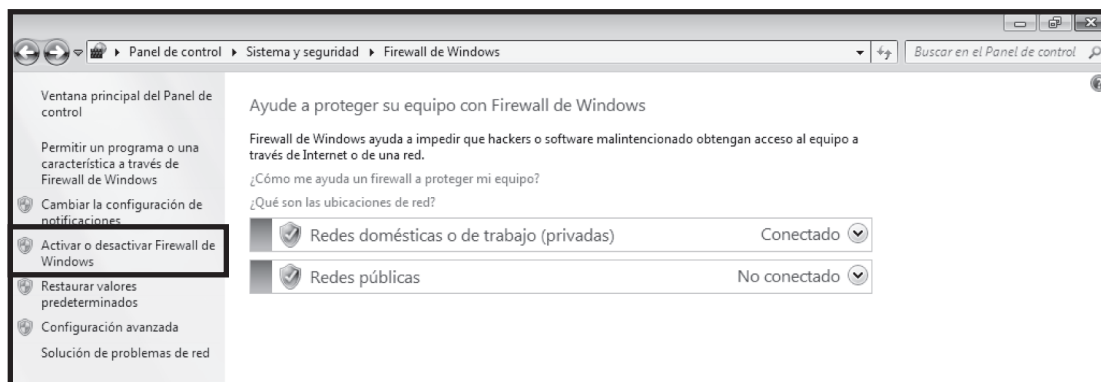 Panel de control ▸ Sistema y seguridad ▸ Firewall de Windows
Buscar en el Panel de control
Ventana principal del Panel de
control
Permitir un programa o una
característica a través de
Firewall de Windows
Cambiar la configuración de
notificaciones
Activar o desactivar Firewall de
Windows
Restaurar valores
predeterminados
Configuración avanzada
Solución de problemas de red
Ayude a proteger su equipo con Firewall de Windows
Firewall de Windows ayuda a impedir que hackers o software malintencionado obtengan acceso al equipo a
través de Internet o de una red.
¿Cómo me ayuda un firewall a proteger mi equipo?
¿Qué son las ubicaciones de red?
Redes domésticas o de trabajo (privadas) Conectado
Redes públicas No conectado